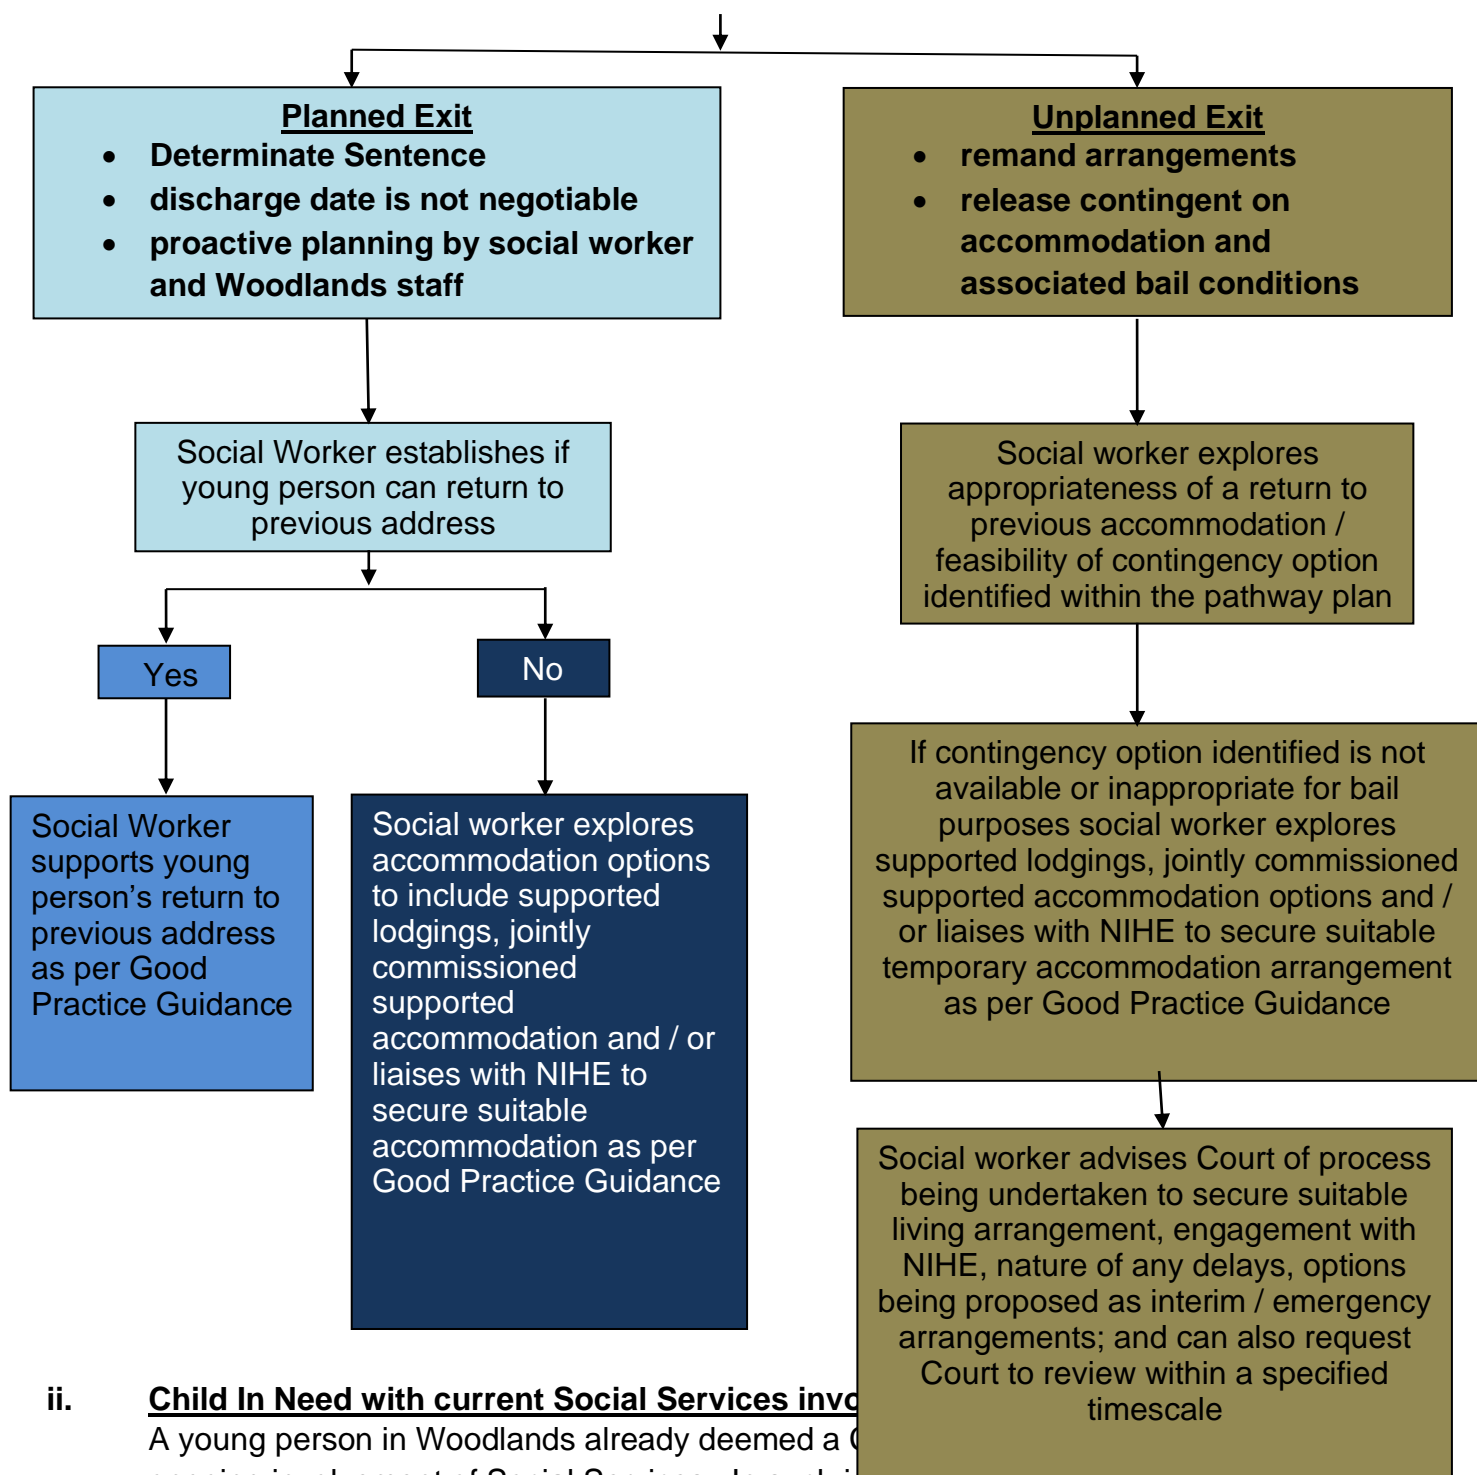 Planned Exit
• Determinate Sentence
• discharge date is not negotiable
• proactive planning by social worker
and Woodlands staff
Unplanned Exit
• remand arrangements
• release contingent on
accommodation and
associated bail conditions
Social Worker establishes if
young person can return to
previous address
Social worker explores
appropriateness of a return to
previous accommodation /
feasibility of contingency option
identified within the pathway plan
Yes
No
Social Worker
supports young
person’s return to
previous address
as per Good
Practice Guidance
Social worker explores
accommodation options
to include supported
lodgings, jointly
commissioned
supported
accommodation and / or
liaises with NIHE to
secure suitable
accommodation as per
Good Practice Guidance
If contingency option identified is not
available or inappropriate for bail
purposes social worker explores
supported lodgings, jointly commissioned
supported accommodation options and /
or liaises with NIHE to secure suitable
temporary accommodation arrangement
as per Good Practice Guidance
Social worker advises Court of process
being undertaken to secure suitable
living arrangement, engagement with
NIHE, nature of any delays, options
being proposed as interim / emergency
arrangements; and can also request
Court to review within a specified
timescale
ii. Child In Need with current Social Services
A young person in Woodlands already deemed a